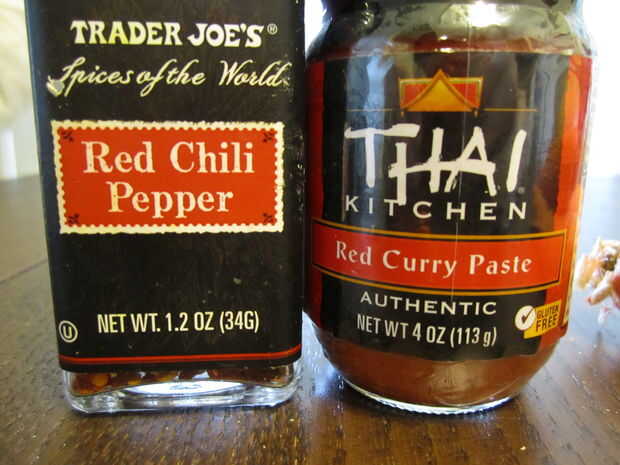 TRADER JOE'S®
Spices of the World
Red Chili
Pepper
U
NET WT. 1.2 OZ (34G)
THAI
KITCHEN®
Red Curry Paste
AUTHENTIC
NET WT 4 OZ (113 g)
GLUTEN
FREE